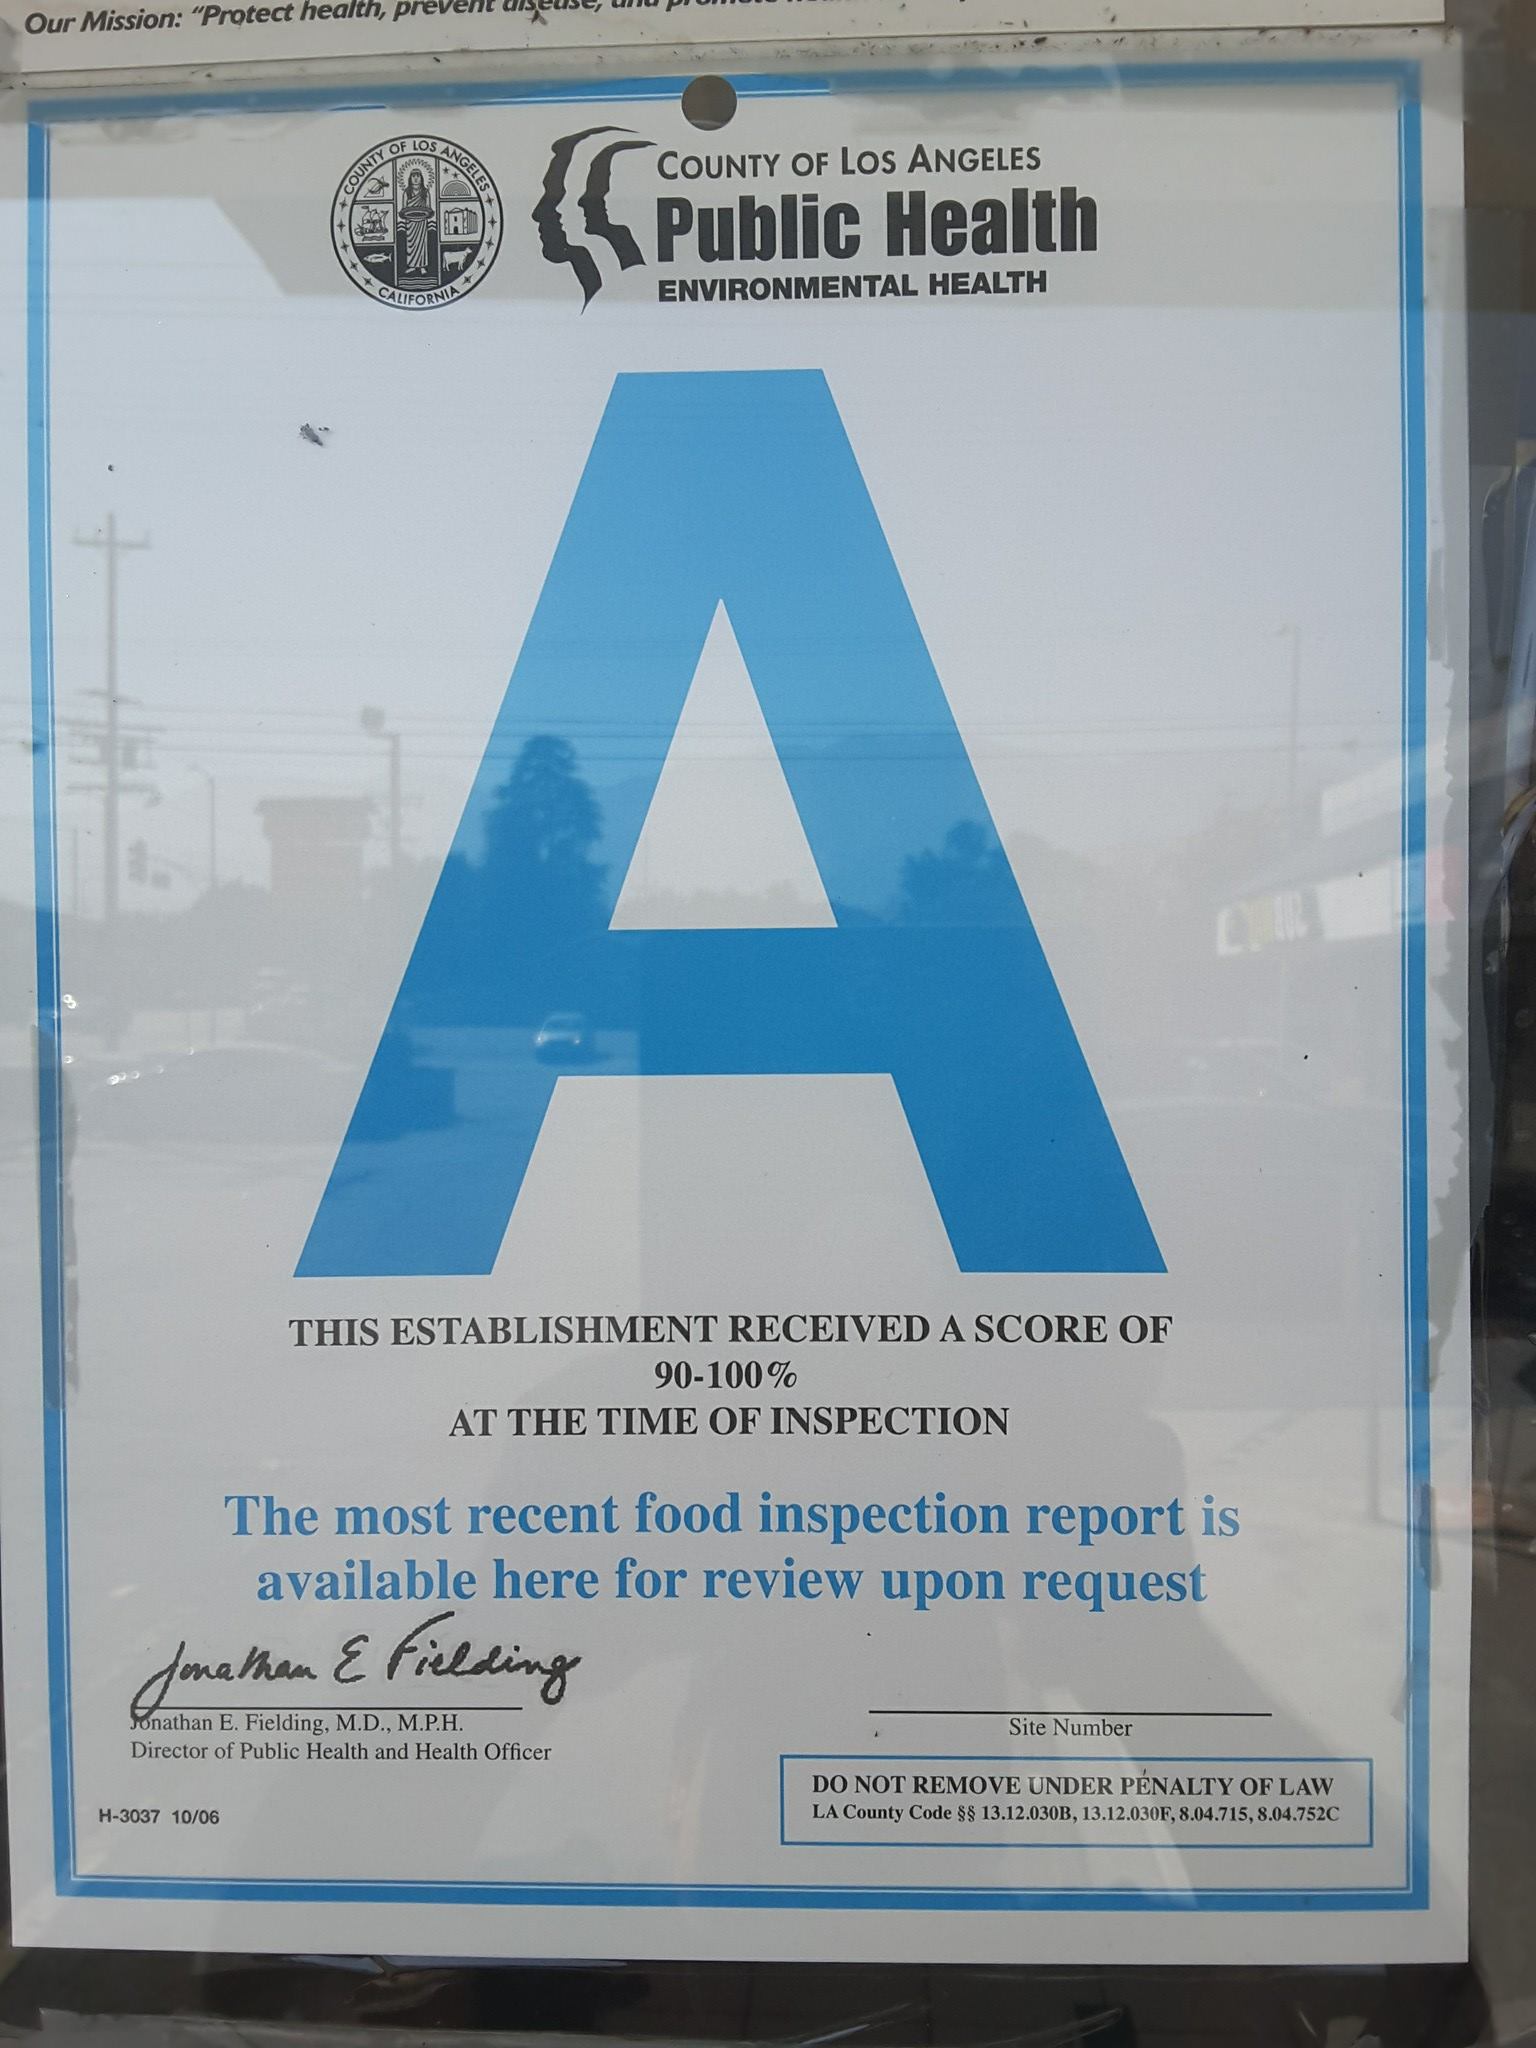 Our Mission: "Protect health, prevent disease, and promote
COUNTY OF LOS ANGELES
CALIFORNIA
COUNTY OF LOS ANGELES
Public Health
ENVIRONMENTAL HEALTH
A
THIS ESTABLISHMENT RECEIVED A SCORE OF
90-100%
AT THE TIME OF INSPECTION
The most recent food inspection report is
available here for review upon request
Jonathan E Fielding
Jonathan E. Fielding, M.D., M.P.H.
Director of Public Health and Health Officer
Site Number
DO NOT REMOVE UNDER PENALTY OF LAW
LA County Code §§ 13.12.030B, 13.12.030F, 8.04.715, 8.04.752C
H-3037 10/06